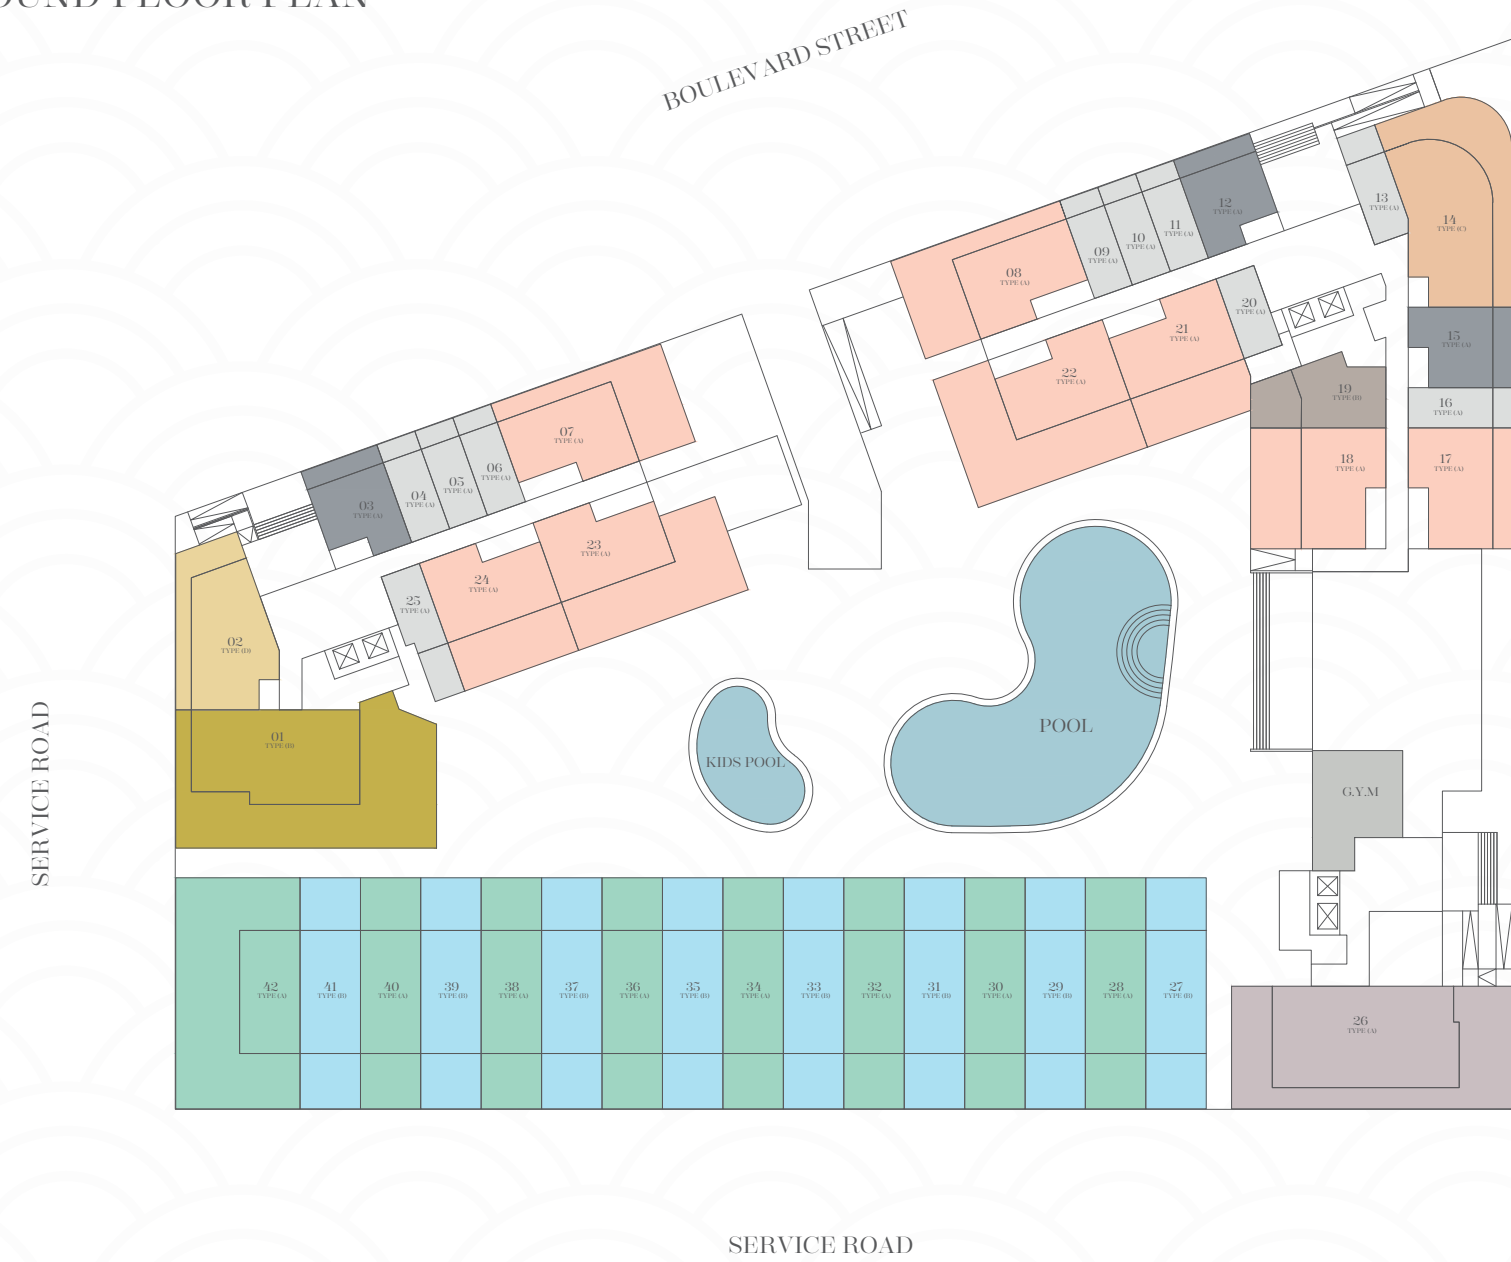 OUND FLOOR PLAN
BOULEVARD STREET
12
TYPE (A)
11
TYPE (A)
10
TYPE (A)
09
TYPE (A)
08
TYPE (A)
13
TYPE (A)
14
TYPE (C)
20
TYPE (A)
21
TYPE (A)
22
TYPE (A)
15
TYPE (A)
19
TYPE (B)
16
TYPE (A)
18
TYPE (A)
17
TYPE (A)
07
TYPE (A)
06
TYPE (A)
05
TYPE (A)
04
TYPE (A)
03
TYPE (A)
23
TYPE (A)
24
TYPE (A)
25
TYPE (A)
02
TYPE (D)
01
TYPE (B)
POOL
KIDS POOL
G.Y.M
SERVICE ROAD
42
TYPE (A)
41
TYPE (B)
40
TYPE (A)
39
TYPE (B)
38
TYPE (A)
37
TYPE (B)
36
TYPE (A)
35
TYPE (B)
34
TYPE (A)
33
TYPE (B)
32
TYPE (A)
31
TYPE (B)
30
TYPE (A)
29
TYPE (B)
28
TYPE (A)
27
TYPE (B)
26
TYPE (A)
SERVICE ROAD